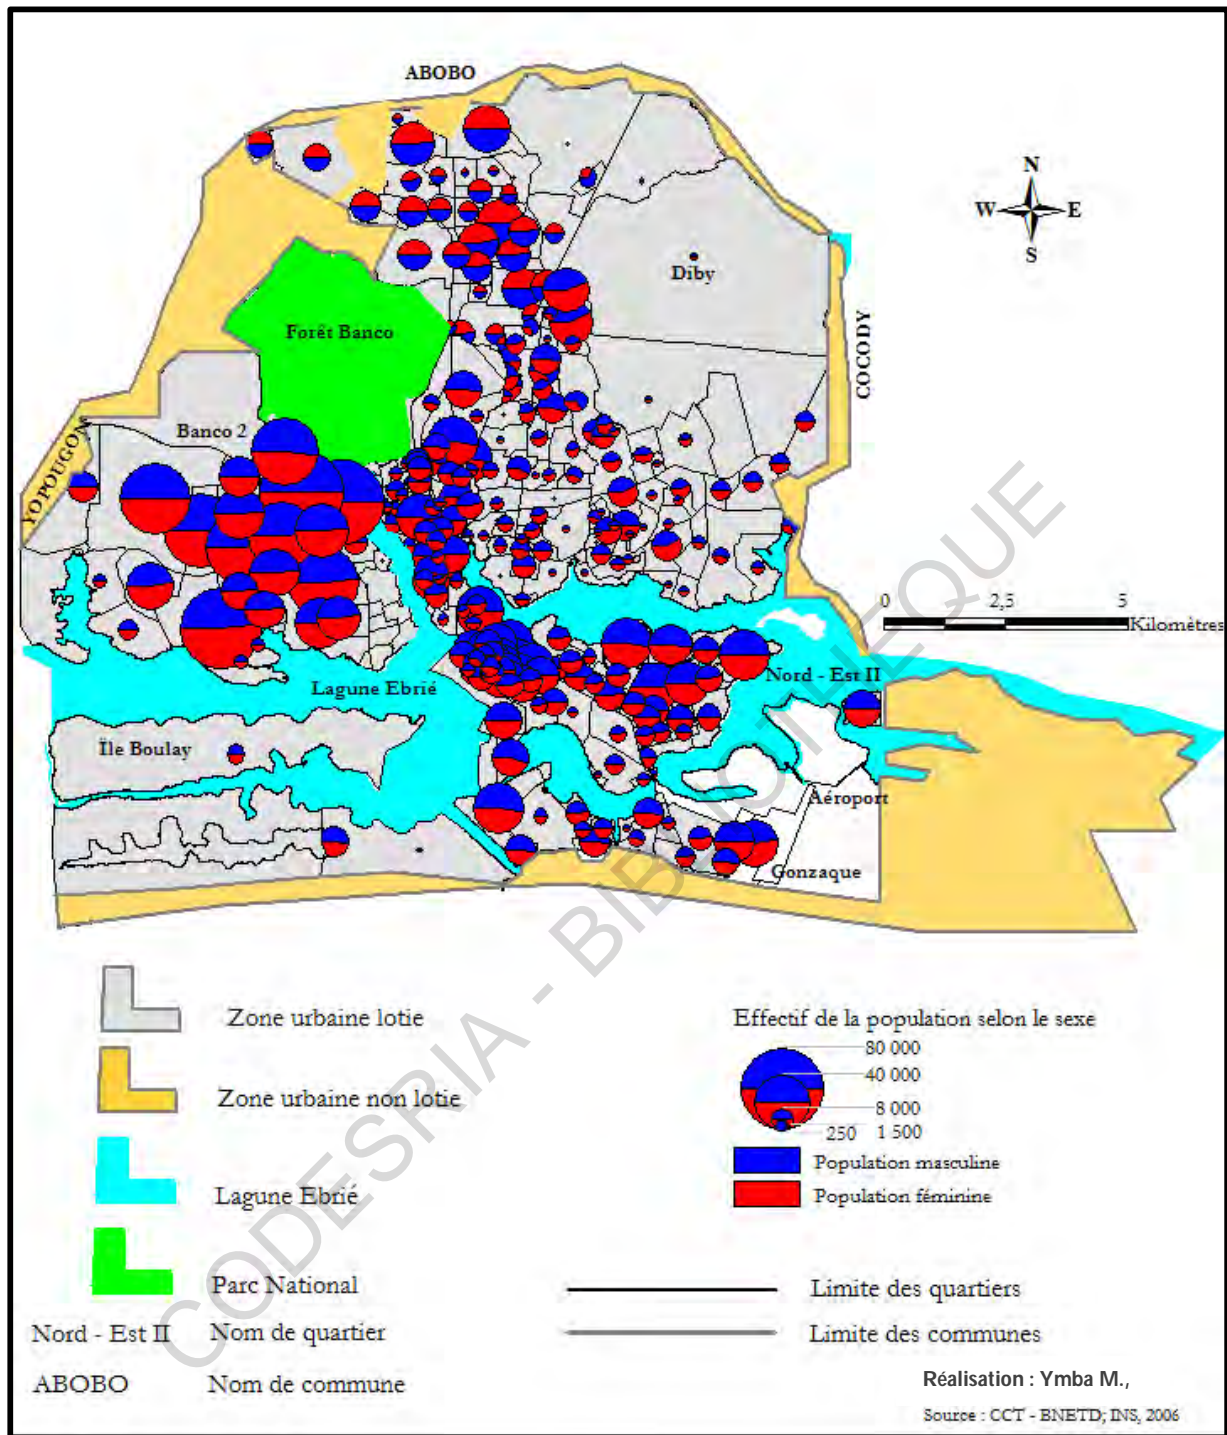 ABOBO
N
W E
S
Diby
Forêt Banco
COCODY
Banco 2
YOPOUGON
0 2,5 5
Kilomètres
Nord - Est II
Lagune Ebrié
Île Boulay
Aéroport
Gonzaque
Zone urbaine lotie
Zone urbaine non lotie
Lagune Ebrié
Parc National
Nord - Est II Nom de quartier
ABOBO Nom de commune
Effectif de la population selon le sexe
80 000
40 000
8 000
250 1 500
Population masculine
Population féminine
Limite des quartiers
Limite des communes
Réalisation : Ymba M.,
Source : CCT - BNETD; INS, 2006
CODESRIA - BIBLIOTHEQUE